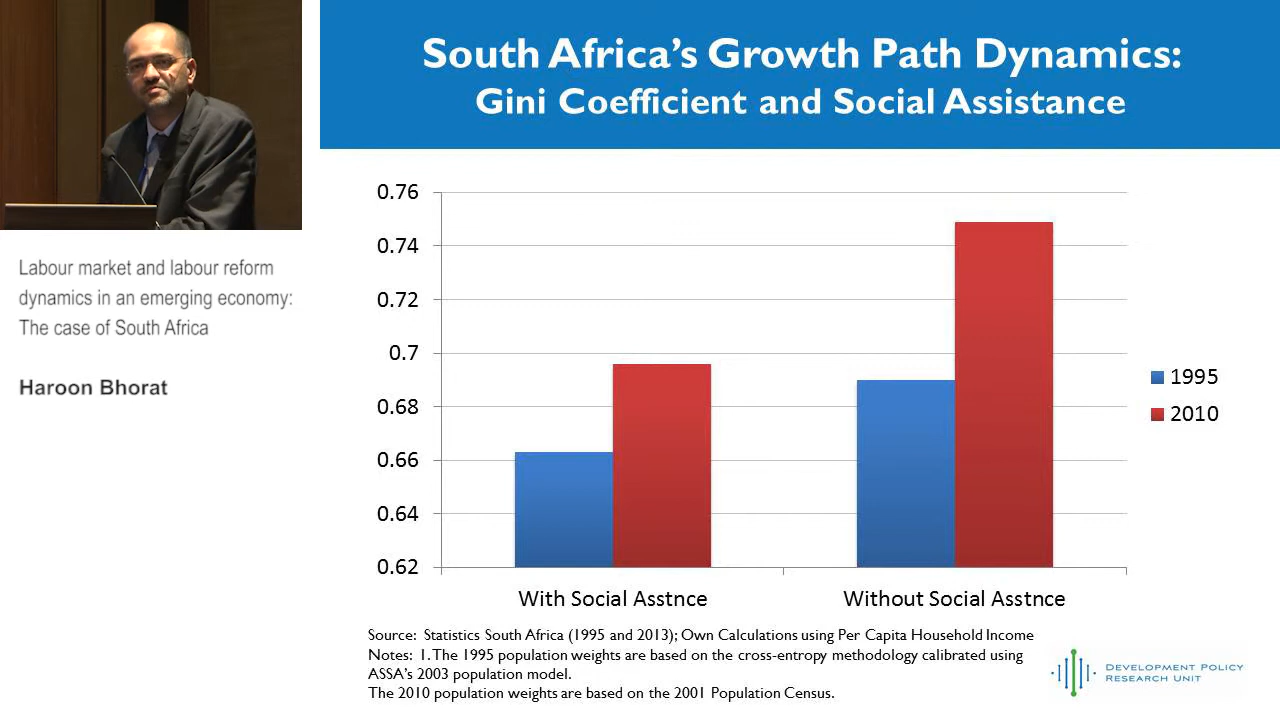 South Africa's Growth Path Dynamics:
Gini Coefficient and Social Assistance
Labour market and labour reform
dynamics in an emerging economy:
The case of South Africa
Haroon Bhorat
0.76
0.74
0.72
0.7
0.68
0.66
0.64
0.62
With Social Asstnce
Without Social Asstnce
1995
2010
Source: Statistics South Africa (1995 and 2013); Own Calculations using Per Capita Household Income
Notes: 1. The 1995 population weights are based on the cross-entropy methodology calibrated using
ASSA's 2003 population model.
The 2010 population weights are based on the 2001 Population Census.
Development Policy
Research Unit